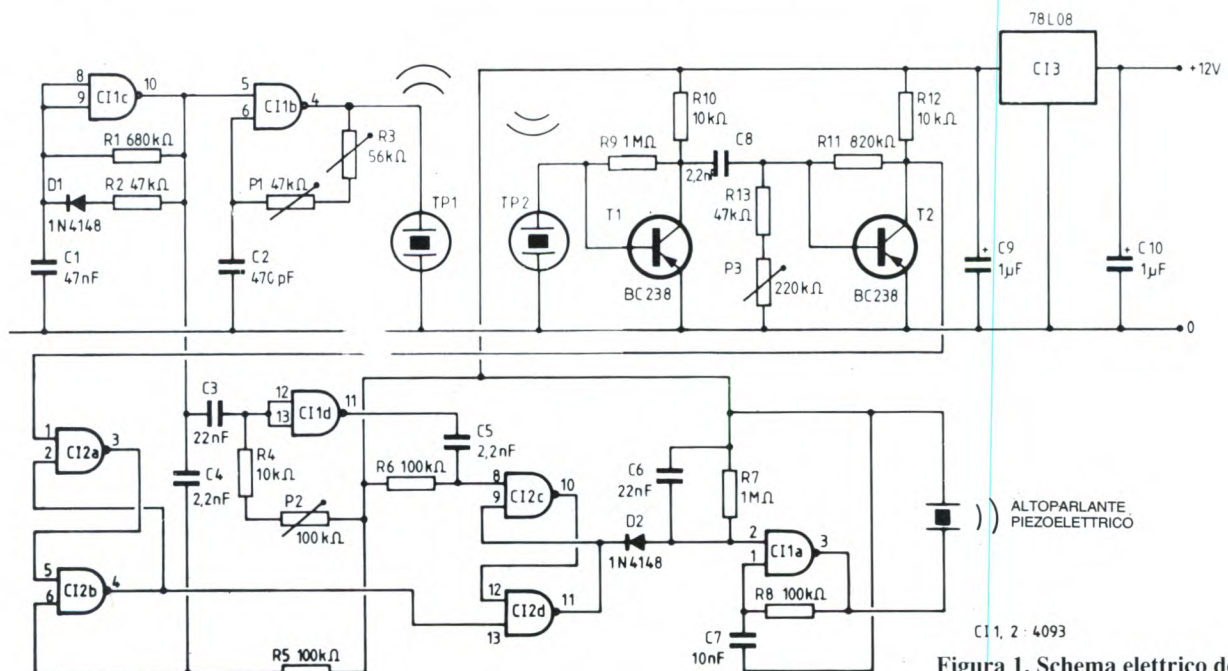 78L08
CI3
+12V
8
9
CI1c
10
5
6
CI1b
4
R1 680kΩ
D1
R2 47kΩ
1N4148
C1
47nF
P1 47kΩ
R3
56kΩ
C2
470pF
TP1
TP2
R9 1MΩ
R10
10kΩ
C8
2,2nF
R13
47kΩ
P3
220kΩ
T1
BC238
R11 820kΩ
R12
10kΩ
T2
BC238
+ C9
1µF
+ C10
1µF
0
1
2
CI2a
3
C3
22nF
C4
2,2nF
12
13
CI1d
11
R4
10kΩ
P2
100kΩ
C5
2,2nF
R6 100kΩ
8
9
CI2c
10
C6
22nF
R7
1MΩ
D2
1N4148
2
1
CI1a
3
R8 100kΩ
C7
10nF
ALTOPARLANTE
PIEZOELETTRICO
5
6
CI2b
4
12
13
CI2d
11
R5 100kΩ
CI1, 2 : 4093
Figura 1. Schema elettrico de